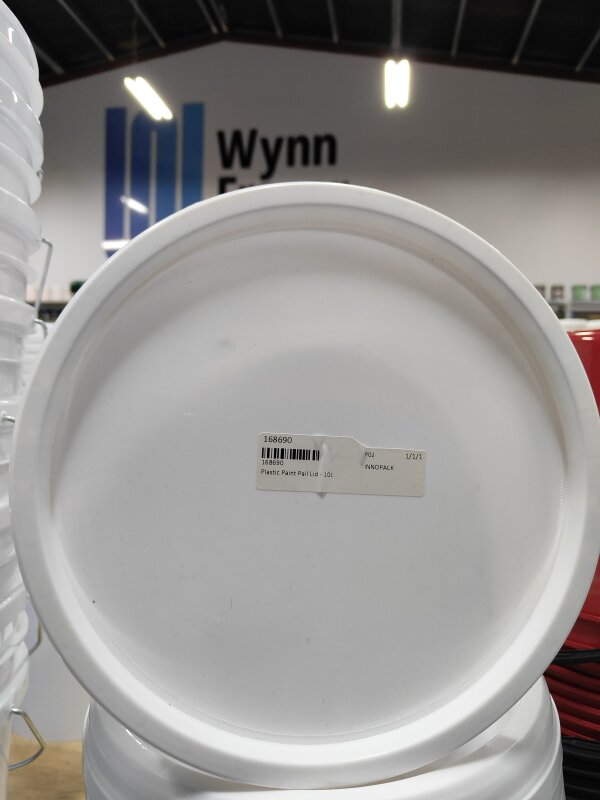 Wynn
168690
P02 1/1/1
168690
INNOPACK
Plastic Paint Pail Lid - 10L